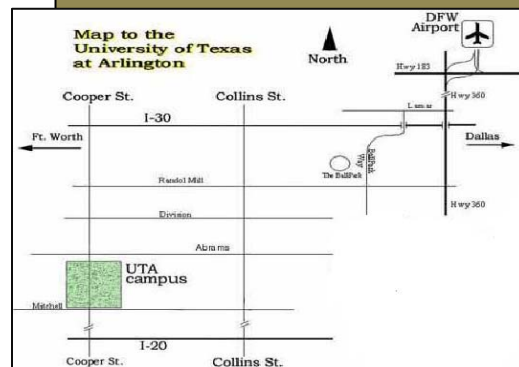 Map to the
University of Texas
at Arlington
North
DFW
Airport
Hwy 183
Hwy 360
Cooper St.
Collins St.
Lamar
I-30
Ft. Worth
Dallas
BallPark
Way
The BallPark
Randol Mill
Hwy 360
Division
Abrams
UTA
campus
Mitchell
I-20
Cooper St.
Collins St.